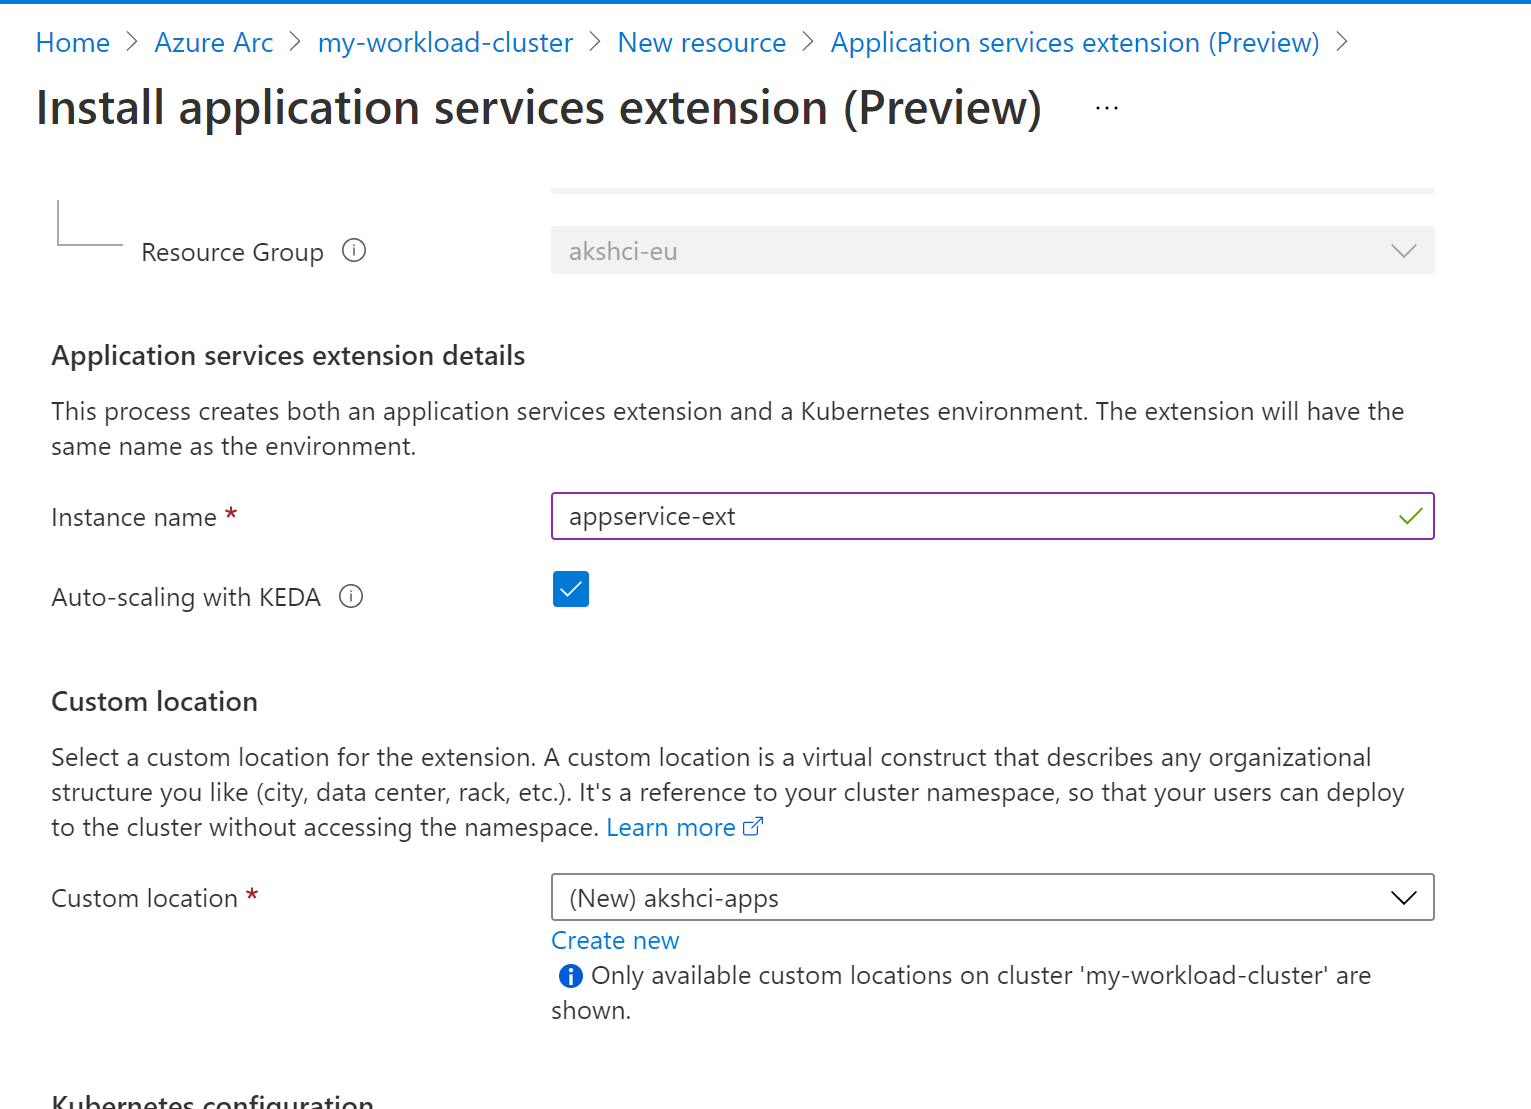 Home > Azure Arc > my-workload-cluster > New resource > Application services extension (Preview) >
Install application services extension (Preview) ...
Resource Group
akshci-eu
Application services extension details
This process creates both an application services extension and a Kubernetes environment. The extension will have the
same name as the environment.
Instance name *
appservice-ext
Auto-scaling with KEDA
Custom location
Select a custom location for the extension. A custom location is a virtual construct that describes any organizational
structure you like (city, data center, rack, etc.). It's a reference to your cluster namespace, so that your users can deploy
to the cluster without accessing the namespace. Learn more
Custom location *
(New) akshci-apps
Create new
Only available custom locations on cluster 'my-workload-cluster' are
shown.
Kubernetes configuration